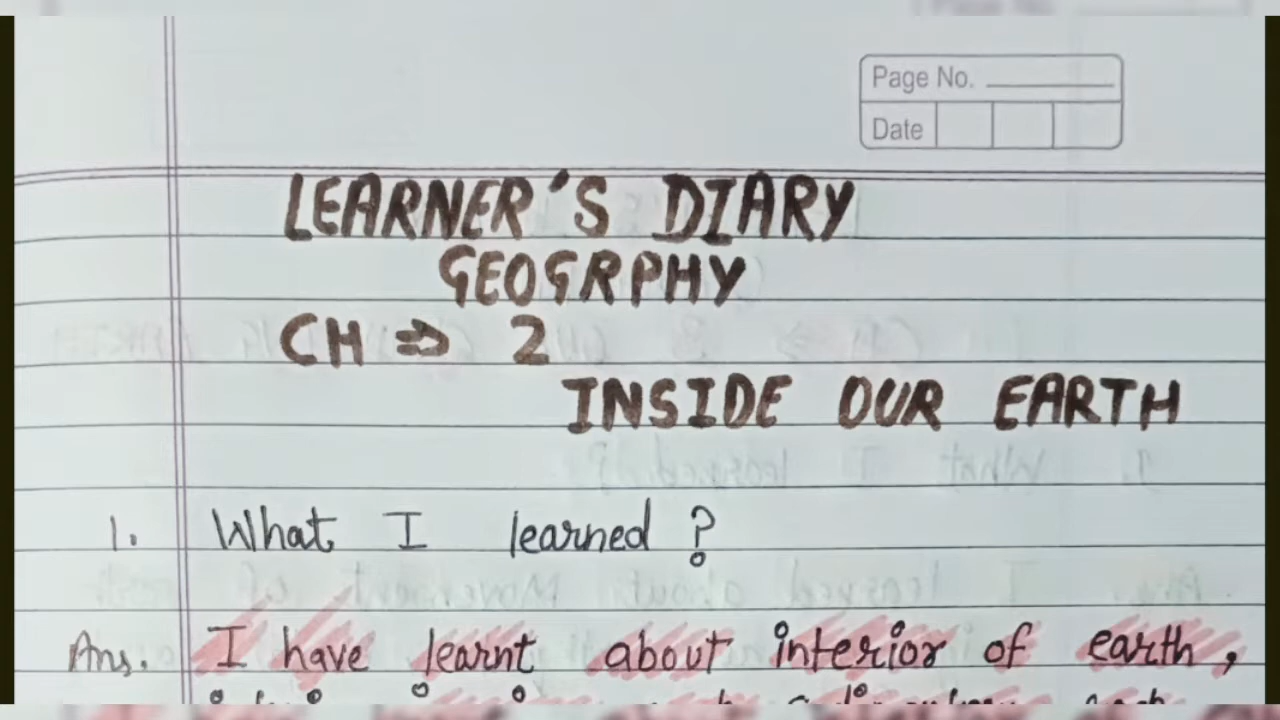 Page No.
Date
LEARNER'S DIARY
GEOGRPHY
CH ⇒ 2
INSIDE OUR EARTH
1. What I learned ?
Ans. I have learnt about interior of earth,